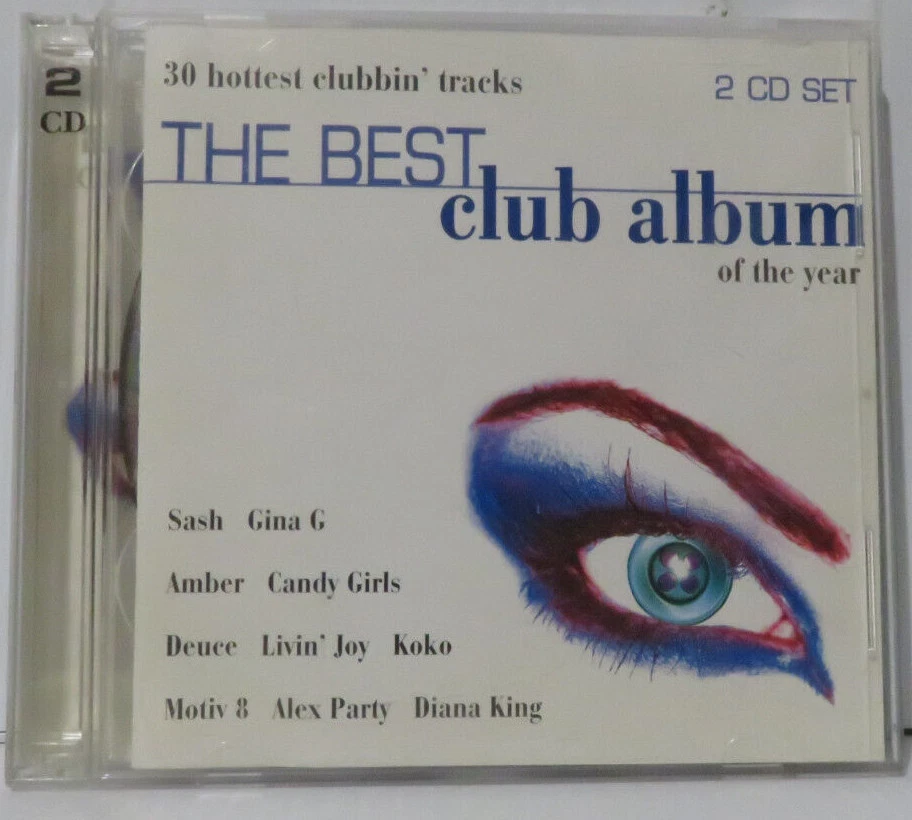 2
CD
30 hottest clubbin' tracks
2 CD SET
THE BEST
club album
of the year
Sash Gina G
Amber Candy Girls
Deuce Livin' Joy Koko
Motiv 8 Alex Party Diana King